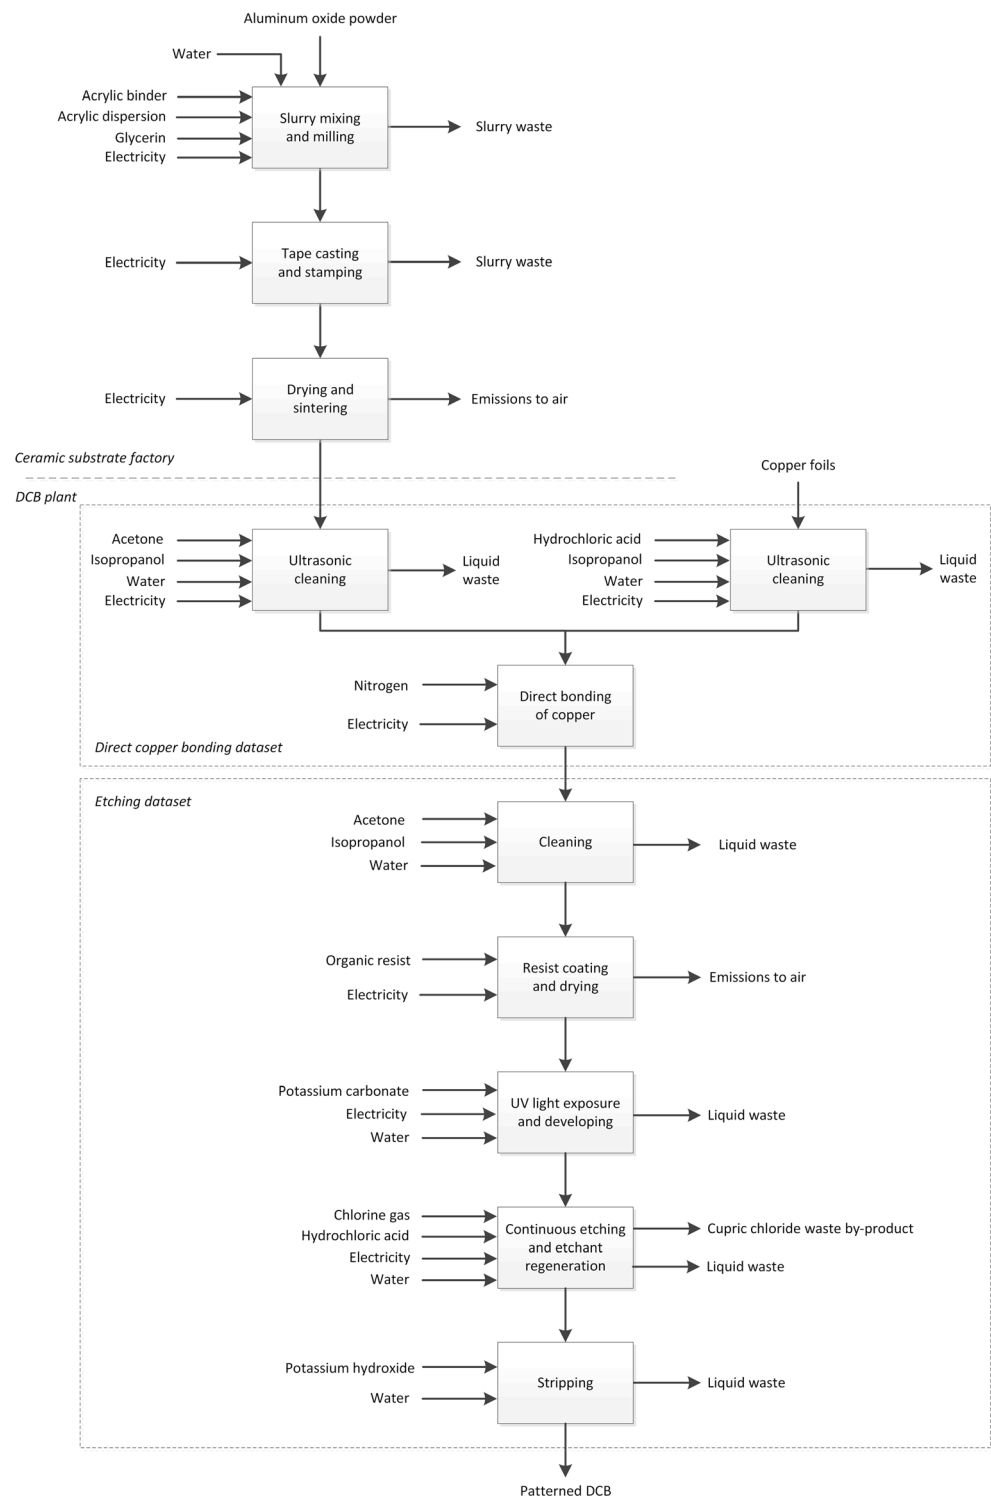 Aluminum oxide powder
Water
Acrylic binder
Acrylic dispersion
Glycerin
Electricity
Slurry mixing
and milling
Slurry waste
Electricity
Tape casting
and stamping
Slurry waste
Electricity
Drying and
sintering
Emissions to air
Ceramic substrate factory
DCB plant
Copper foils
Acetone
Isopropanol
Water
Electricity
Ultrasonic
cleaning
Liquid
waste
Hydrochloric acid
Isopropanol
Water
Electricity
Ultrasonic
cleaning
Liquid
waste
Nitrogen
Electricity
Direct bonding
of copper
Direct copper bonding dataset
Etching dataset
Acetone
Isopropanol
Water
Cleaning
Liquid waste
Organic resist
Electricity
Resist coating
and drying
Emissions to air
Potassium carbonate
Electricity
Water
UV light exposure
and developing
Liquid waste
Chlorine gas
Hydrochloric acid
Electricity
Water
Continuous etching
and etchant
regeneration
Cupric chloride waste by-product
Liquid waste
Potassium hydroxide
Water
Stripping
Liquid waste
Patterned DCB